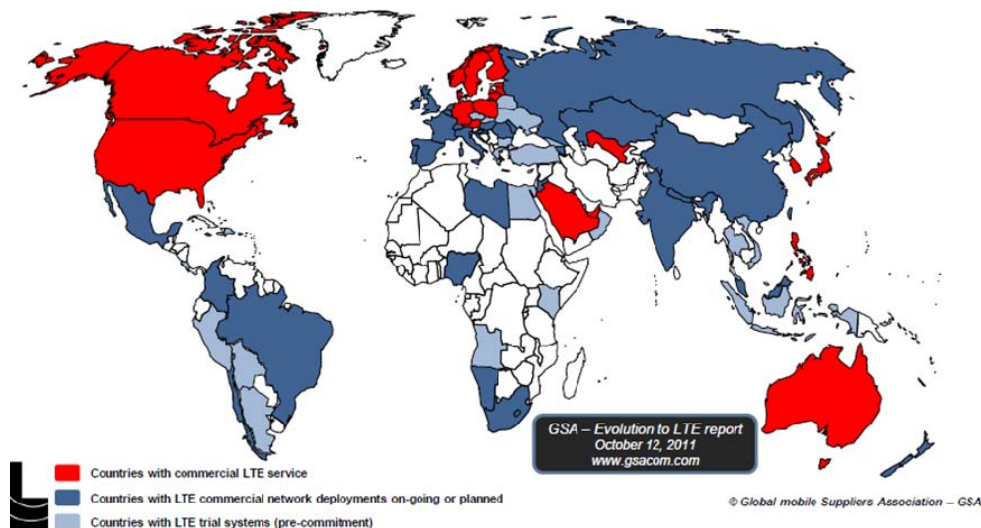 GSA – Evolution to LTE report
October 12, 2011
www.gsacom.com
Countries with commercial LTE service
Countries with LTE commercial network deployments on-going or planned
Countries with LTE trial systems (pre-commitment)
© Global mobile Suppliers Association – GSA